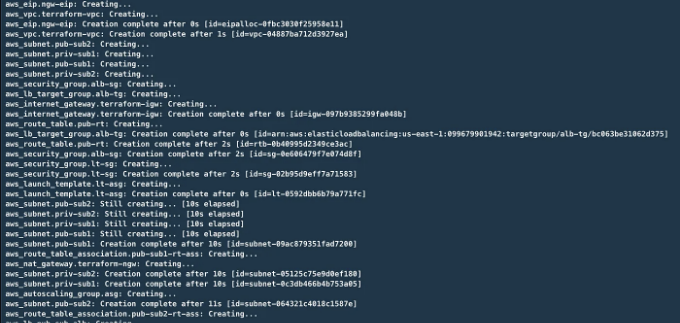 aws_eip.ngw-eip: Creating...
aws_vpc.terraform-vpc: Creating...
aws_eip.ngw-eip: Creation complete after 0s [id=eipalloc-0fbc3030f25958e11]
aws_vpc.terraform-vpc: Creation complete after 1s [id=vpc-04887ba712d3927ea]
aws_subnet.pub-sub2: Creating...
aws_subnet.priv-sub1: Creating...
aws_subnet.pub-sub1: Creating...
aws_subnet.priv-sub2: Creating...
aws_security_group.alb-sg: Creating...
aws_lb_target_group.alb-tg: Creating...
aws_internet_gateway.terraform-igw: Creating...
aws_internet_gateway.terraform-igw: Creation complete after 0s [id=igw-097b9385299fa048b]
aws_route_table.pub-rt: Creating...
aws_lb_target_group.alb-tg: Creation complete after 0s [id=arn:aws:elasticloadbalancing:us-east-1:099679901942:targetgroup/alb-tg/bc063be31062d375]
aws_route_table.pub-rt: Creation complete after 2s [id=rtb-0b40995d2349ce3ac]
aws_security_group.alb-sg: Creation complete after 2s [id=sg-0e606479f7e074d8f]
aws_security_group.lt-sg: Creating...
aws_security_group.lt-sg: Creation complete after 2s [id=sg-02b95d9eff7a71583]
aws_launch_template.lt-asg: Creating...
aws_launch_template.lt-asg: Creation complete after 0s [id=lt-0592dbb6b79a771fc]
aws_subnet.pub-sub2: Still creating... [10s elapsed]
aws_subnet.priv-sub2: Still creating... [10s elapsed]
aws_subnet.priv-sub1: Still creating... [10s elapsed]
aws_subnet.pub-sub1: Still creating... [10s elapsed]
aws_subnet.pub-sub1: Creation complete after 10s [id=subnet-09ac879351fad7200]
aws_route_table_association.pub-sub1-rt-ass: Creating...
aws_nat_gateway.terraform-ngw: Creating...
aws_subnet.priv-sub2: Creation complete after 10s [id=subnet-05125c75e9d0ef180]
aws_subnet.priv-sub1: Creation complete after 10s [id=subnet-0c3db466b4b753a05]
aws_autoscaling_group.asg: Creating...
aws_subnet.pub-sub2: Creation complete after 11s [id=subnet-064321c4018c1587e]
aws_route_table_association.pub-sub2-rt-ass: Creating...